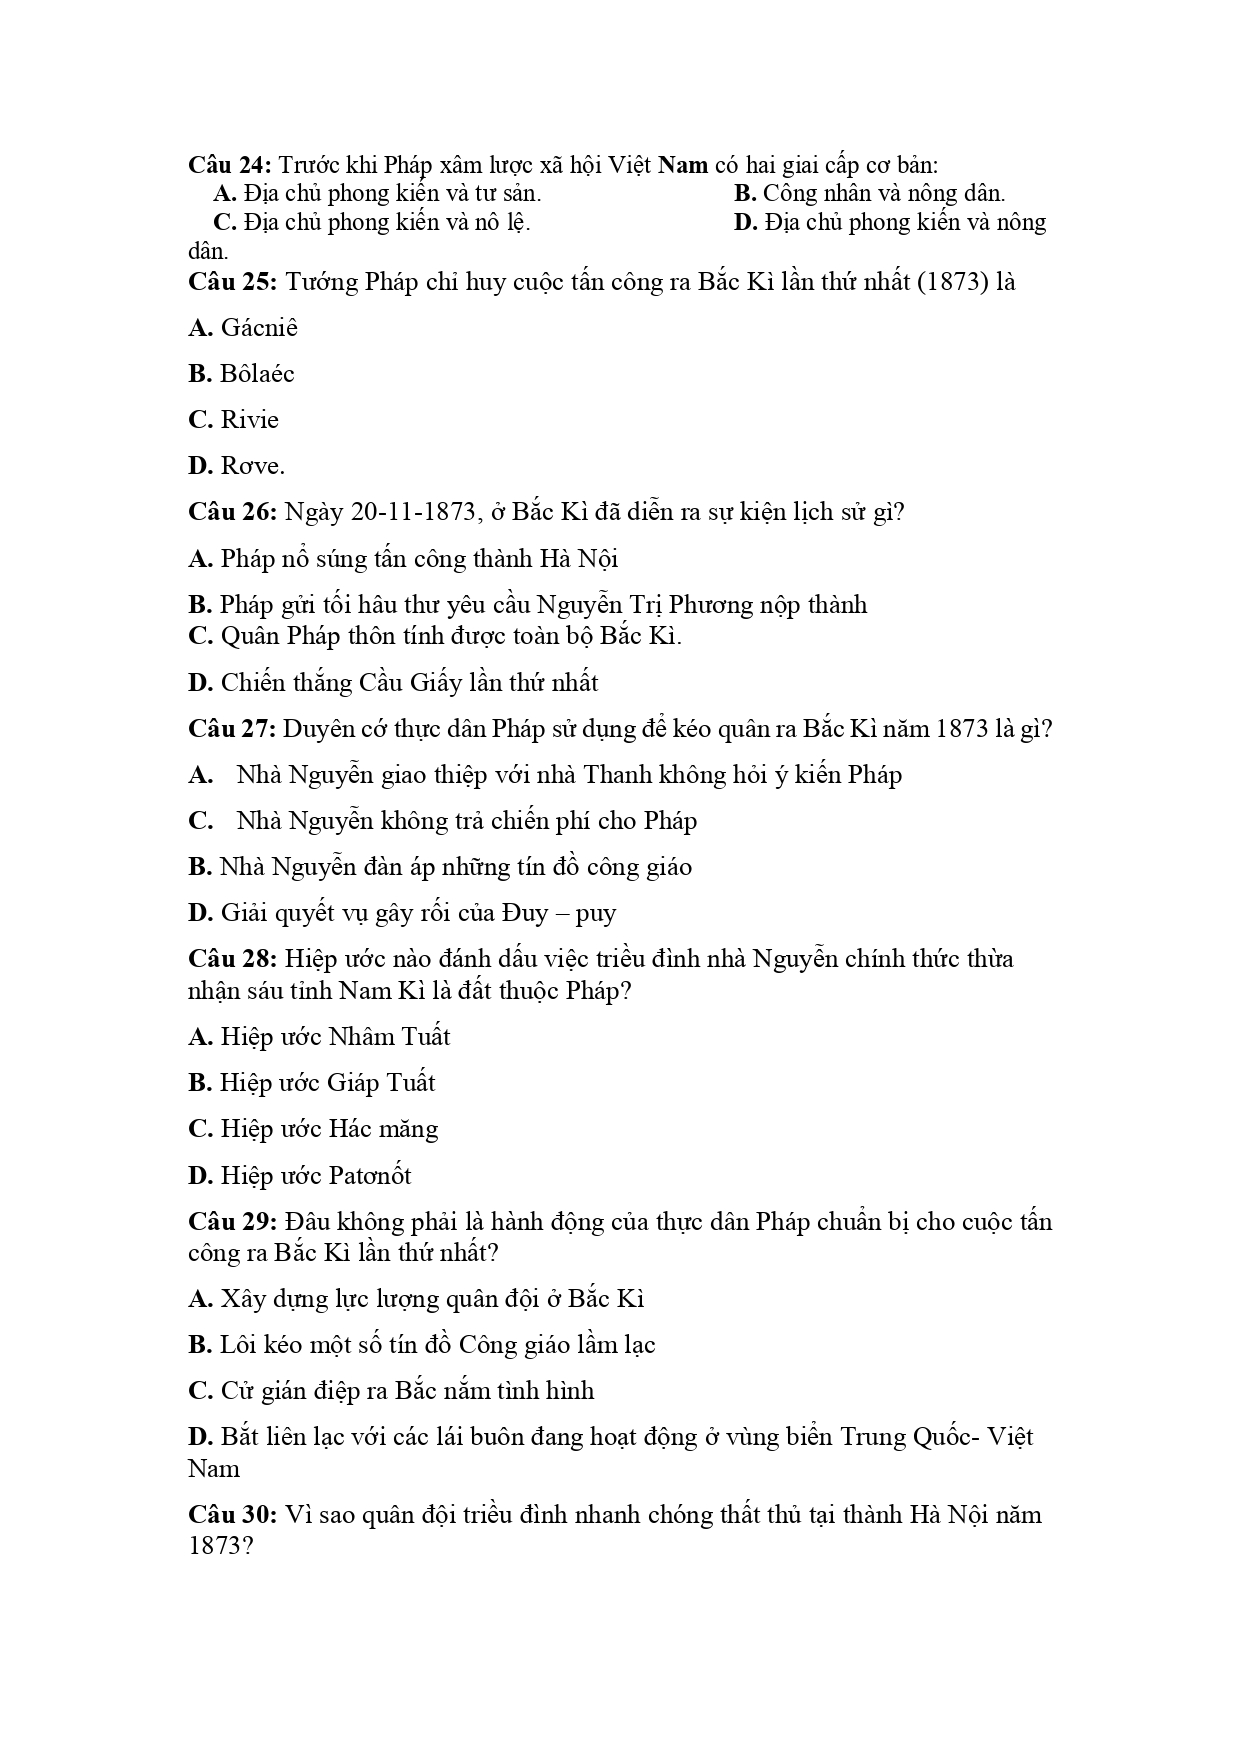 Câu 24: Trước khi Pháp xâm lược xã hội Việt Nam có hai giai cấp cơ bản:
A. Địa chủ phong kiến và tư sản. B. Công nhân và nông dân.
C. Địa chủ phong kiến và nô lệ. D. Địa chủ phong kiến và nông
dân.
Câu 25: Tướng Pháp chỉ huy cuộc tấn công ra Bắc Kì lần thứ nhất (1873) là
A. Gácniê
B. Bôlaéc
C. Rivie
D. Rơve.
Câu 26: Ngày 20-11-1873, ở Bắc Kì đã diễn ra sự kiện lịch sử gì?
A. Pháp nổ súng tấn công thành Hà Nội
B. Pháp gửi tối hâu thư yêu cầu Nguyễn Trị Phương nộp thành
C. Quân Pháp thôn tính được toàn bộ Bắc Kì.
D. Chiến thắng Cầu Giấy lần thứ nhất
Câu 27: Duyên cớ thực dân Pháp sử dụng để kéo quân ra Bắc Kì năm 1873 là gì?
A. Nhà Nguyễn giao thiệp với nhà Thanh không hỏi ý kiến Pháp
C. Nhà Nguyễn không trả chiến phí cho Pháp
B. Nhà Nguyễn đàn áp những tín đồ công giáo
D. Giải quyết vụ gây rối của Đuy – puy
Câu 28: Hiệp ước nào đánh dấu việc triều đình nhà Nguyễn chính thức thừa
nhận sáu tỉnh Nam Kì là đất thuộc Pháp?
A. Hiệp ước Nhâm Tuất
B. Hiệp ước Giáp Tuất
C. Hiệp ước Hác măng
D. Hiệp ước Patơnốt
Câu 29: Đâu không phải là hành động của thực dân Pháp chuẩn bị cho cuộc tấn
công ra Bắc Kì lần thứ nhất?
A. Xây dựng lực lượng quân đội ở Bắc Kì
B. Lôi kéo một số tín đồ Công giáo lầm lạc
C. Cử gián điệp ra Bắc nắm tình hình
D. Bắt liên lạc với các lái buôn đang hoạt động ở vùng biển Trung Quốc- Việt
Nam
Câu 30: Vì sao quân đội triều đình nhanh chóng thất thủ tại thành Hà Nội năm
1873?